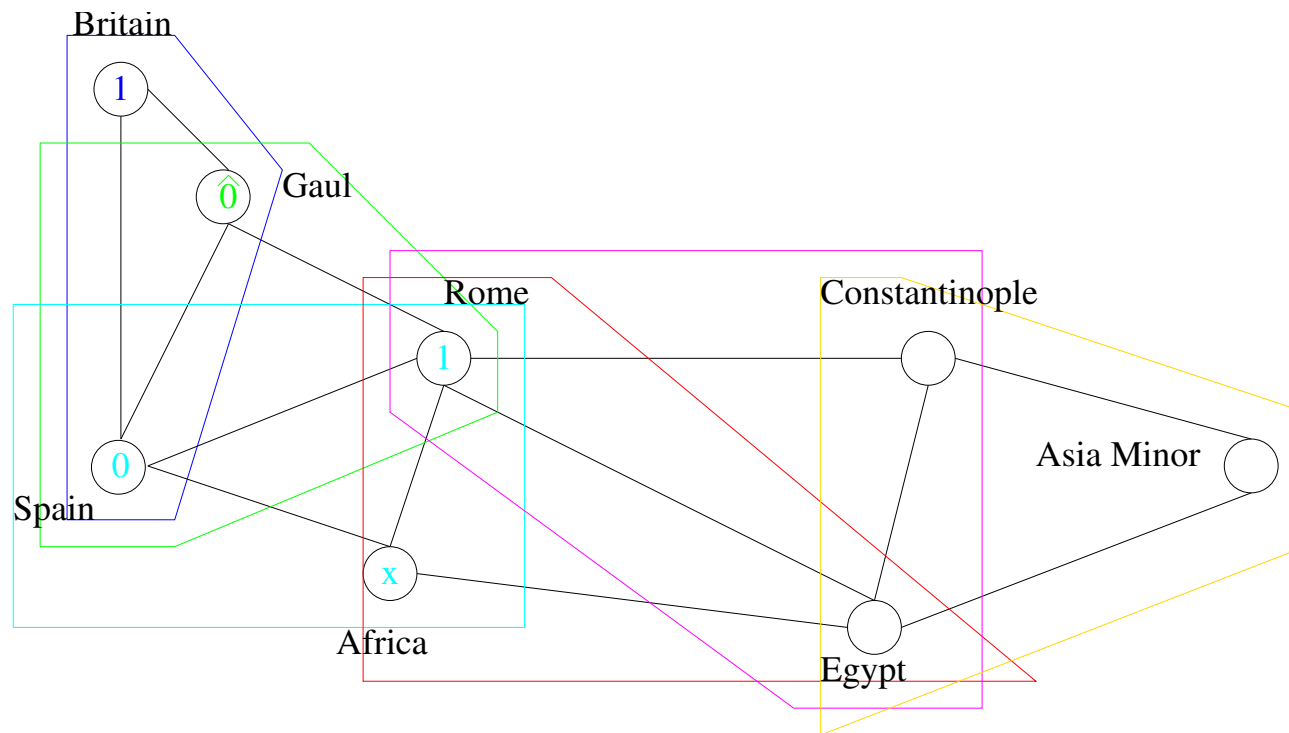 Britain
1
0̂
Gaul
Rome
Constantinople
1
Asia Minor
0
Spain
x
Africa
Egypt